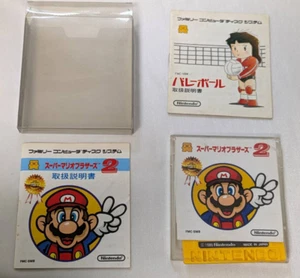 ファミリー コンピュータ ディスク システム
バレーボール
取扱説明書
Nintendo
ファミリー コンピュータ ディスク システム
スーパーマリオブラザーズ2
取扱説明書
Nintendo
スーパーマリオブラザーズ2
Nintendo
MADE IN JAPAN
NINTENDO